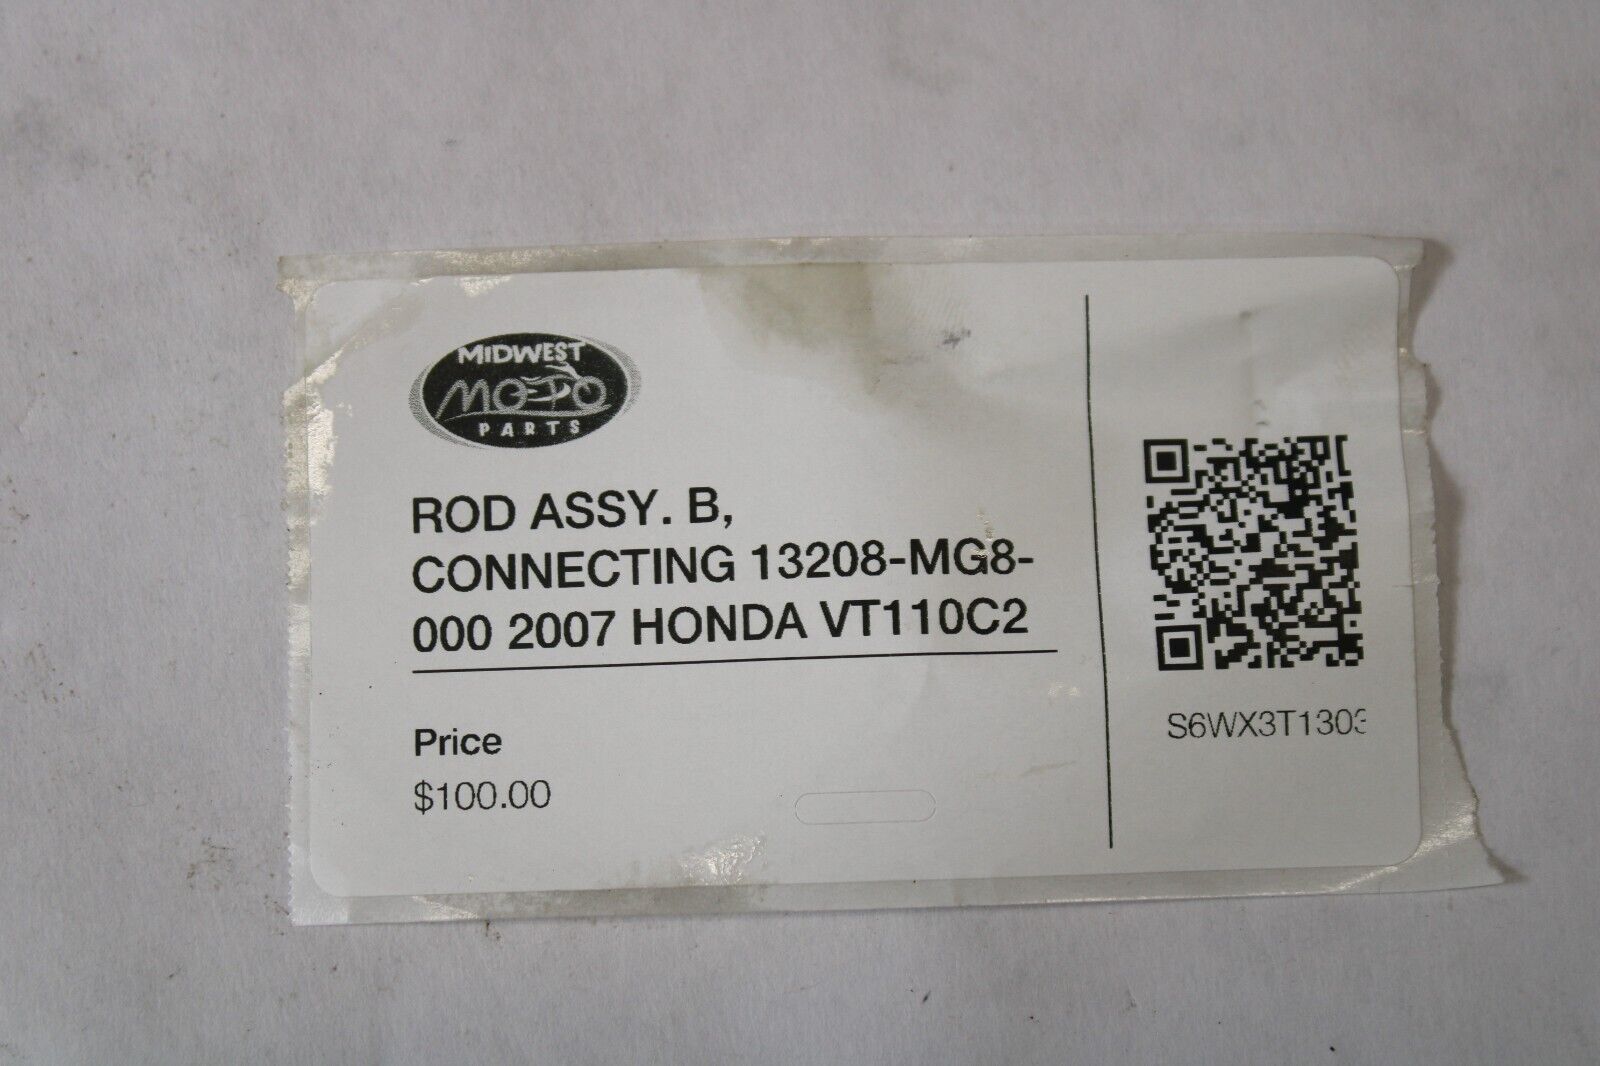 MIDWEST
MOTO
PARTS
ROD ASSY. B,
CONNECTING 13208-MG8-
000 2007 HONDA VT110C2
Price
$100.00
S6WX3T1303